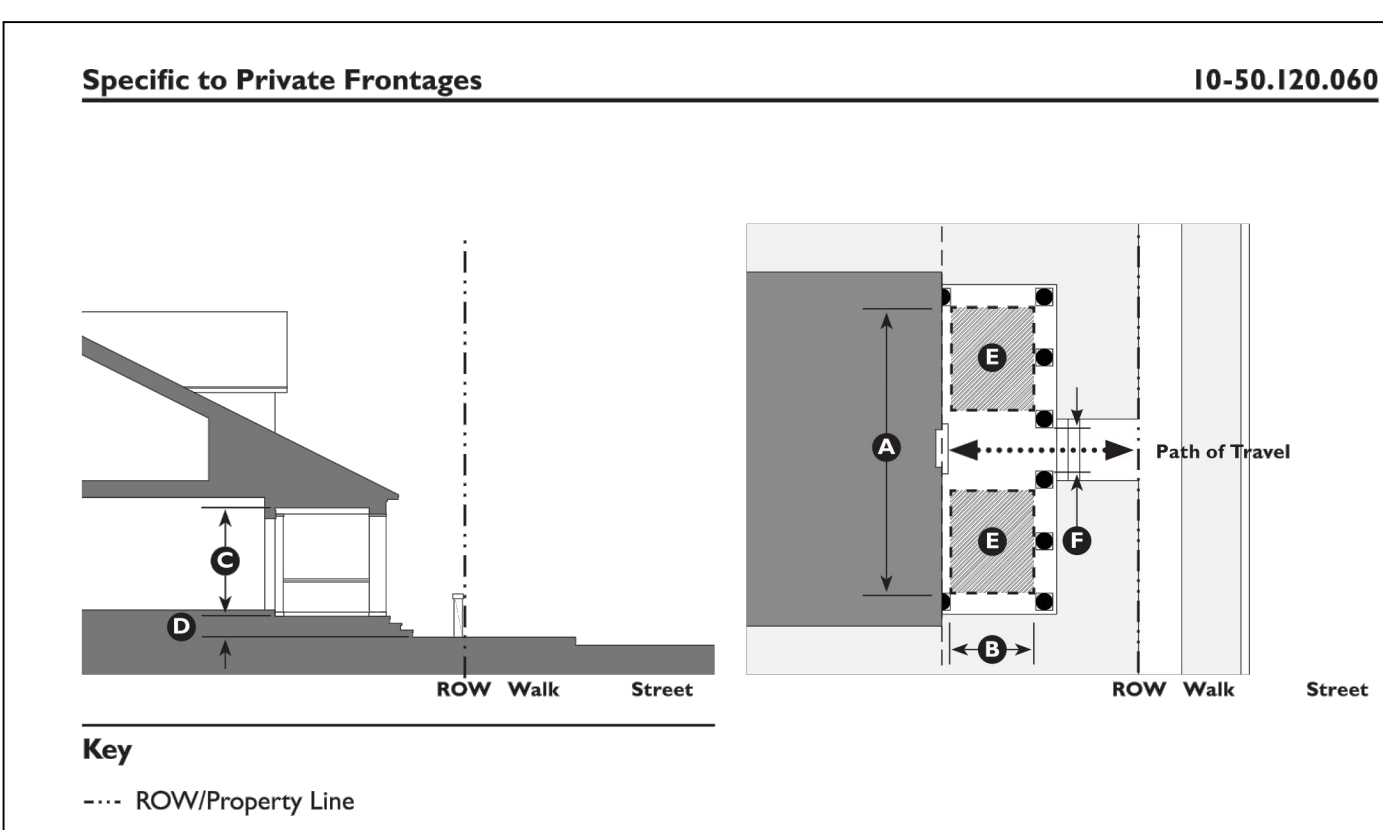 Specific to Private Frontages 10-50.120.060
C
D
ROW Walk Street
A
E
Path of Travel
E
F
B
ROW Walk Street
Key
ROW/Property Line